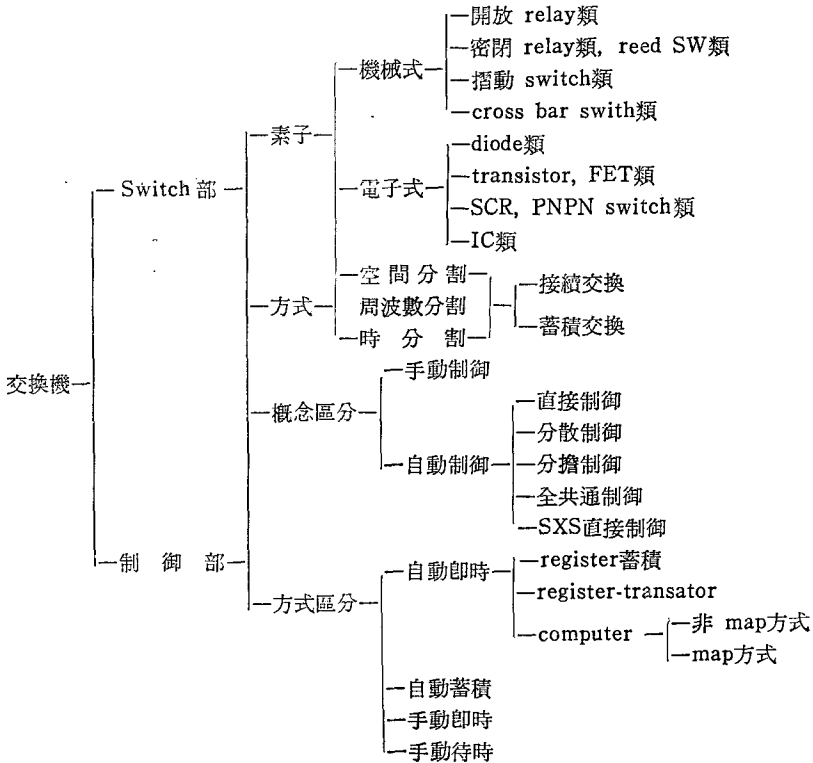 開放 relay類
密閉 relay類, reed SW類
機械式
摺動 switch類
cross bar swith類
素子
diode類
transistor, FET類
Switch 部
電子式
SCR, PNPN switch類
IC類
空間分割
接續交換
方式
周波數分割
蓄積交換
時分割
手動制御
交換機
直接制御
概念區分
分散制御
自動制御
分擔制御
全共通制御
SXS直接制御
制御部
自動卽時
register蓄積
方式區分
register-transator
computer
非 map方式
map方式
自動蓄積
手動卽時
手動待時